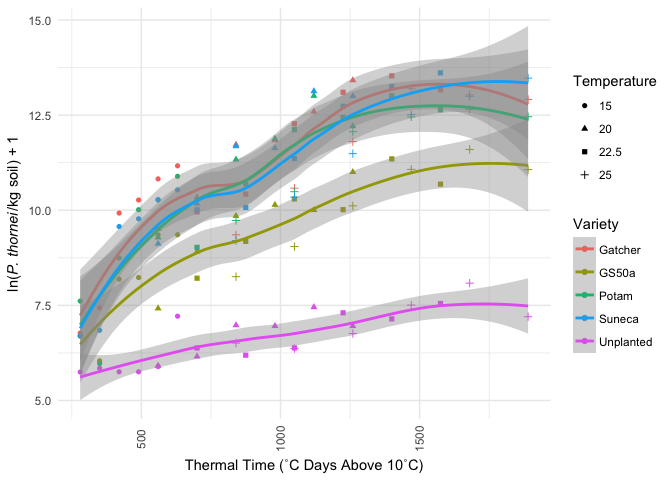 15.0
12.5
10.0
7.5
5.0
ln(P. thornei/kg soil) + 1
500
1000
1500
Thermal Time (˚C Days Above 10˚C)
Temperature
15
20
22.5
25
Variety
Gatcher
GS50a
Potam
Suneca
Unplanted